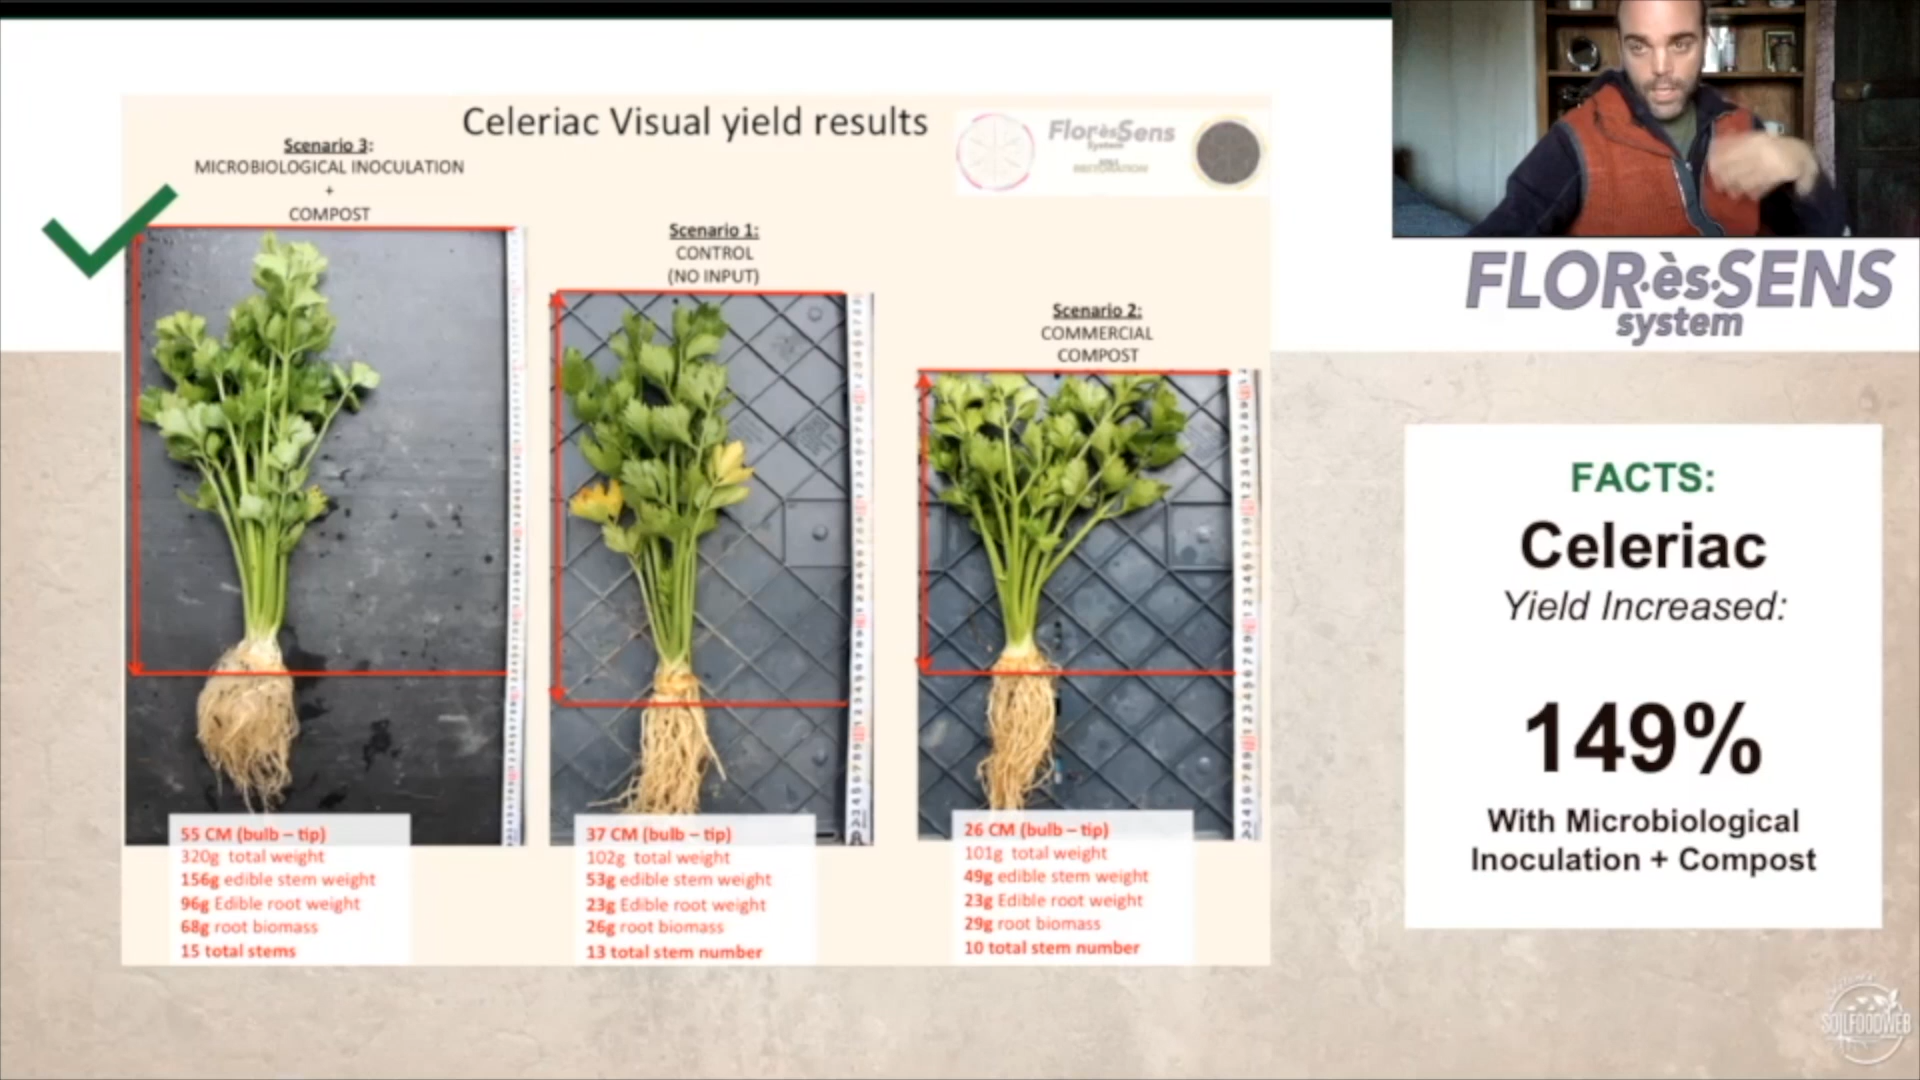 Celeriac Visual yield results
FlorèsSens
System
RESTORATION
Scenario 3:
MICROBIOLOGICAL INOCULATION
+
COMPOST
Scenario 1:
CONTROL
(NO INPUT)
Scenario 2:
COMMERCIAL
COMPOST
55 CM (bulb – tip)
320g total weight
156g edible stem weight
96g Edible root weight
68g root biomass
15 total stems
37 CM (bulb – tip)
102g total weight
53g edible stem weight
23g Edible root weight
26g root biomass
13 total stem number
26 CM (bulb – tip)
101g total weight
49g edible stem weight
23g Edible root weight
29g root biomass
10 total stem number
FLOR·ès·SENS
system
FACTS:
Celeriac
Yield Increased:
149%
With Microbiological
Inoculation + Compost
SOILFOODWEB